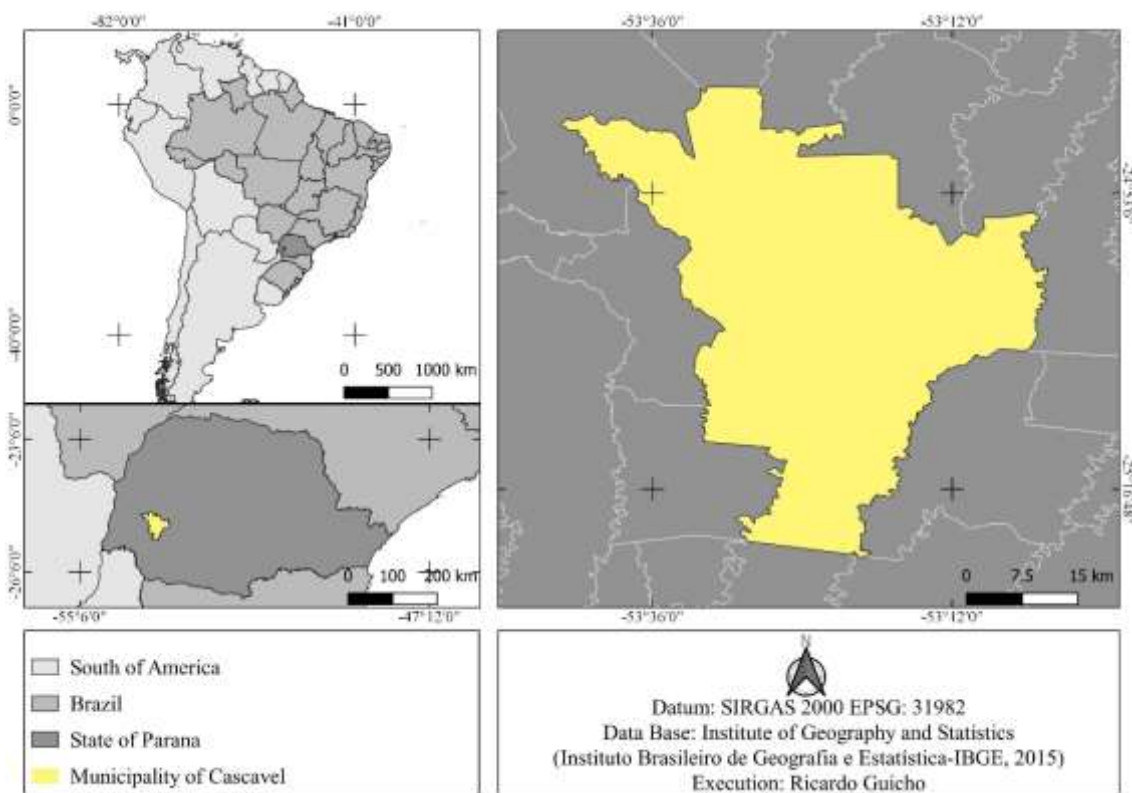 -82°0'0" -41°0'0"
0°0'0"
-40°0'0"
0 500 1000 km
-23°6'0"
-26°6'0"
0 100 200 km
-55°6'0" -47°12'0"
-53°36'0" -53°12'0"
-25°16'48"
0 7.5 15 km
-53°36'0" -53°12'0"
South of America
Brazil
State of Parana
Municipality of Cascavel
N
Datum: SIRGAS 2000 EPSG: 31982
Data Base: Institute of Geography and Statistics
(Instituto Brasileiro de Geografia e Estatística-IBGE, 2015)
Execution: Ricardo Guicho